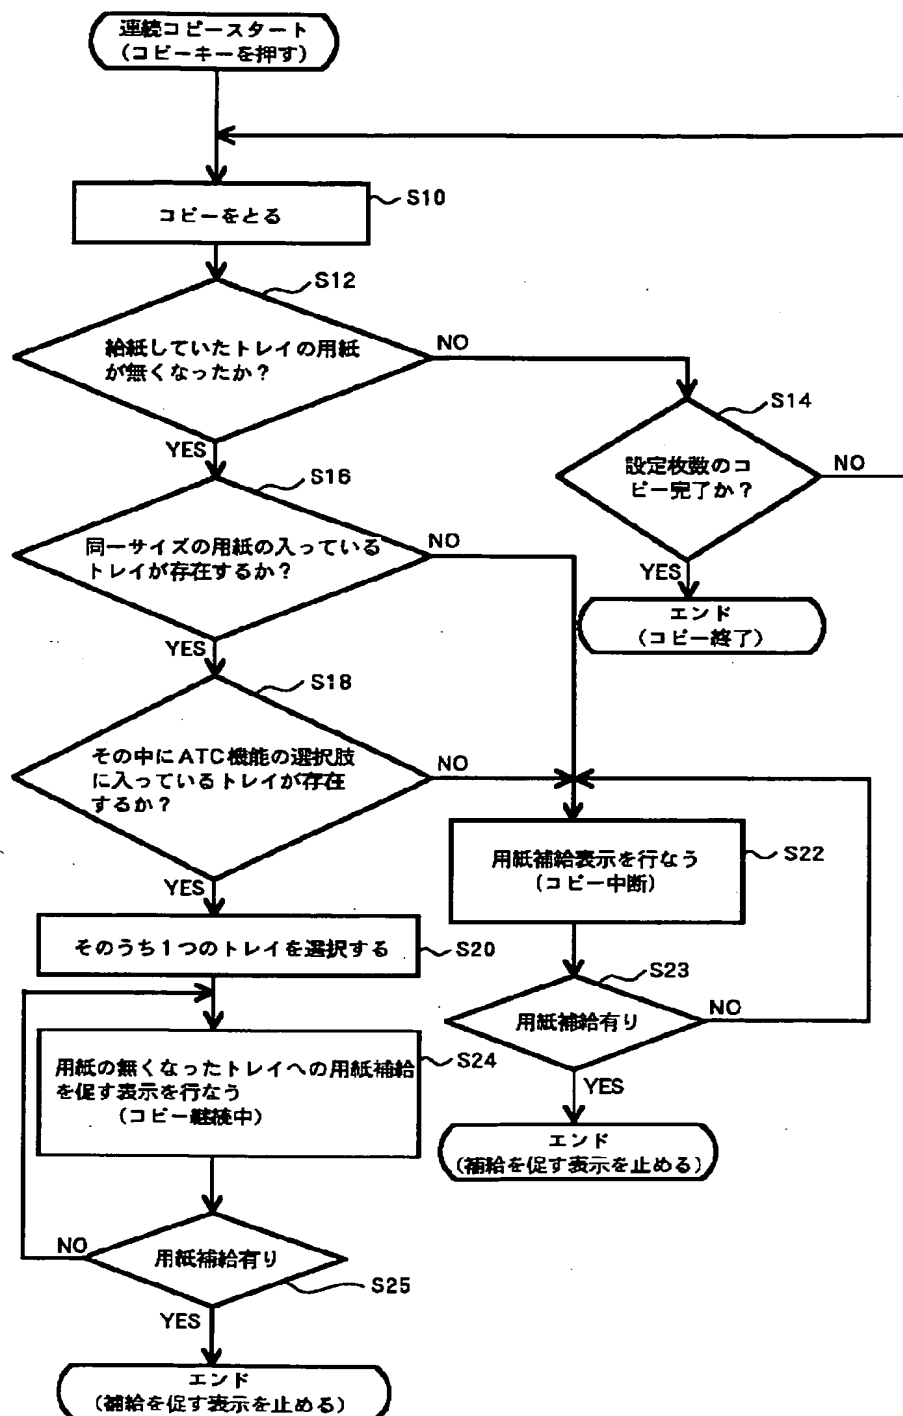 連続コピースタート
(コピーキーを押す)
コピーをとる
S10
S12
給紙していたトレイの用紙
が無くなったか?
NO
YES
S14
設定枚数のコ
ピー完了か?
NO
YES
エンド
(コピー終了)
S16
同一サイズの用紙の入っている
トレイが存在するか?
NO
YES
S18
その中にATC機能の選択肢
に入っているトレイが存在
するか?
NO
YES
S22
用紙補給表示を行なう
(コピー中断)
そのうち1つのトレイを選択する
S20
S23
用紙補給有り
NO
YES
エンド
(補給を促す表示を止める)
S24
用紙の無くなったトレイへの用紙補給
を促す表示を行なう
(コピー継続中)
用紙補給有り
NO
S25
YES
エンド
(補給を促す表示を止める)